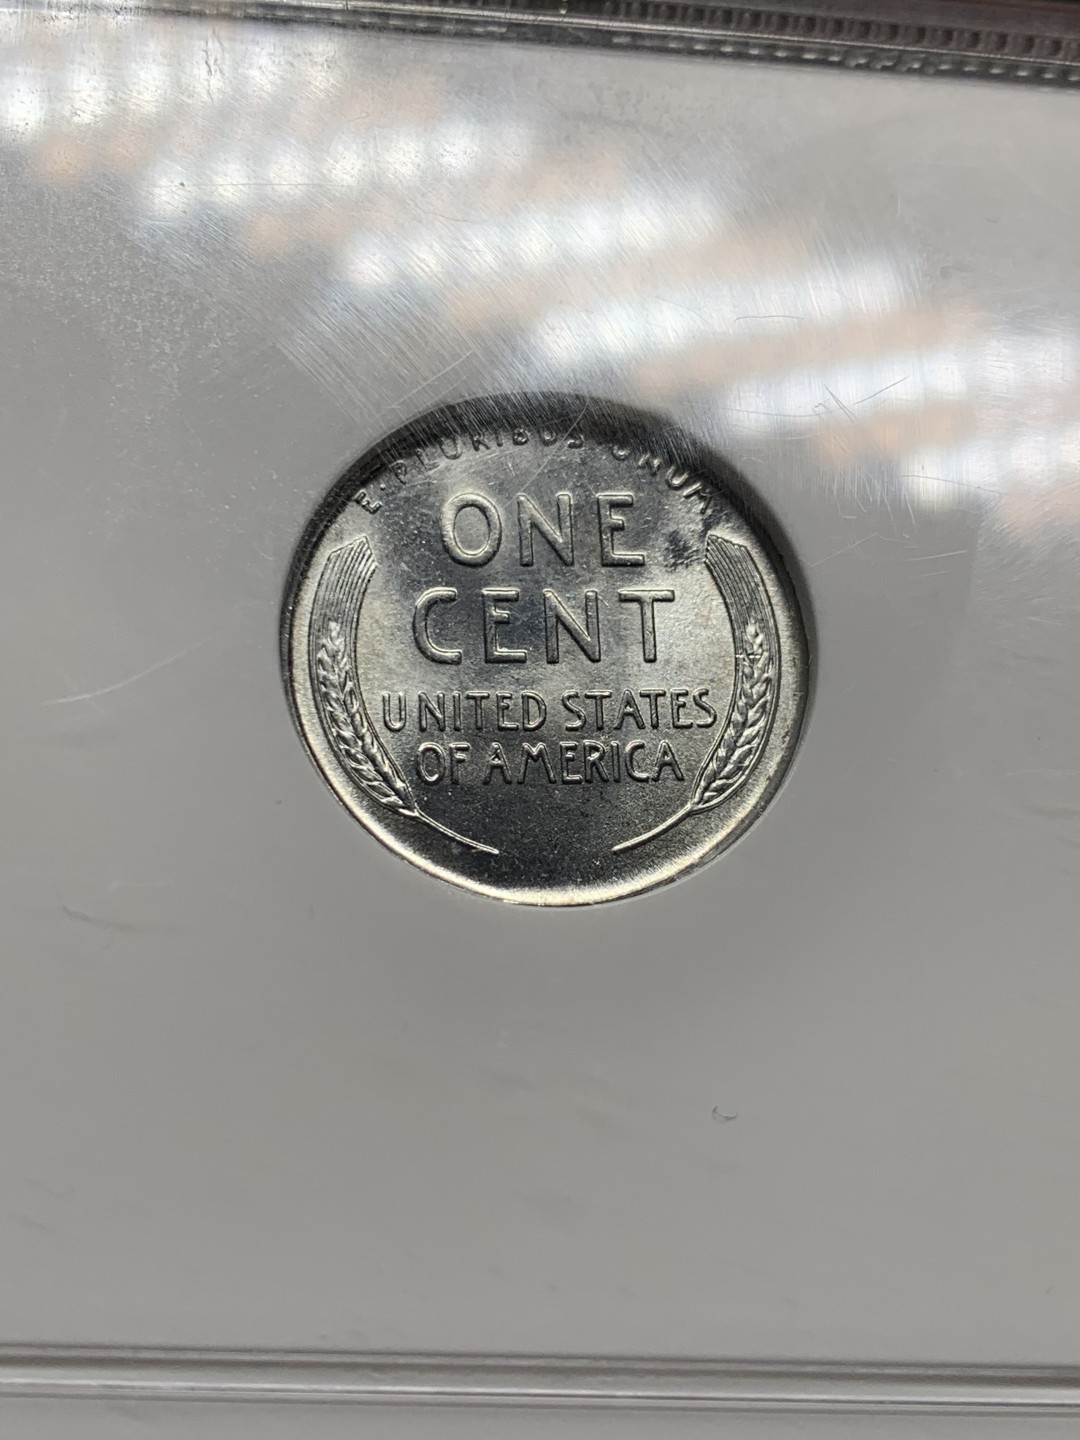 E·PLURIBUS·UNUM
ONE
CENT
UNITED STATES
OF AMERICA